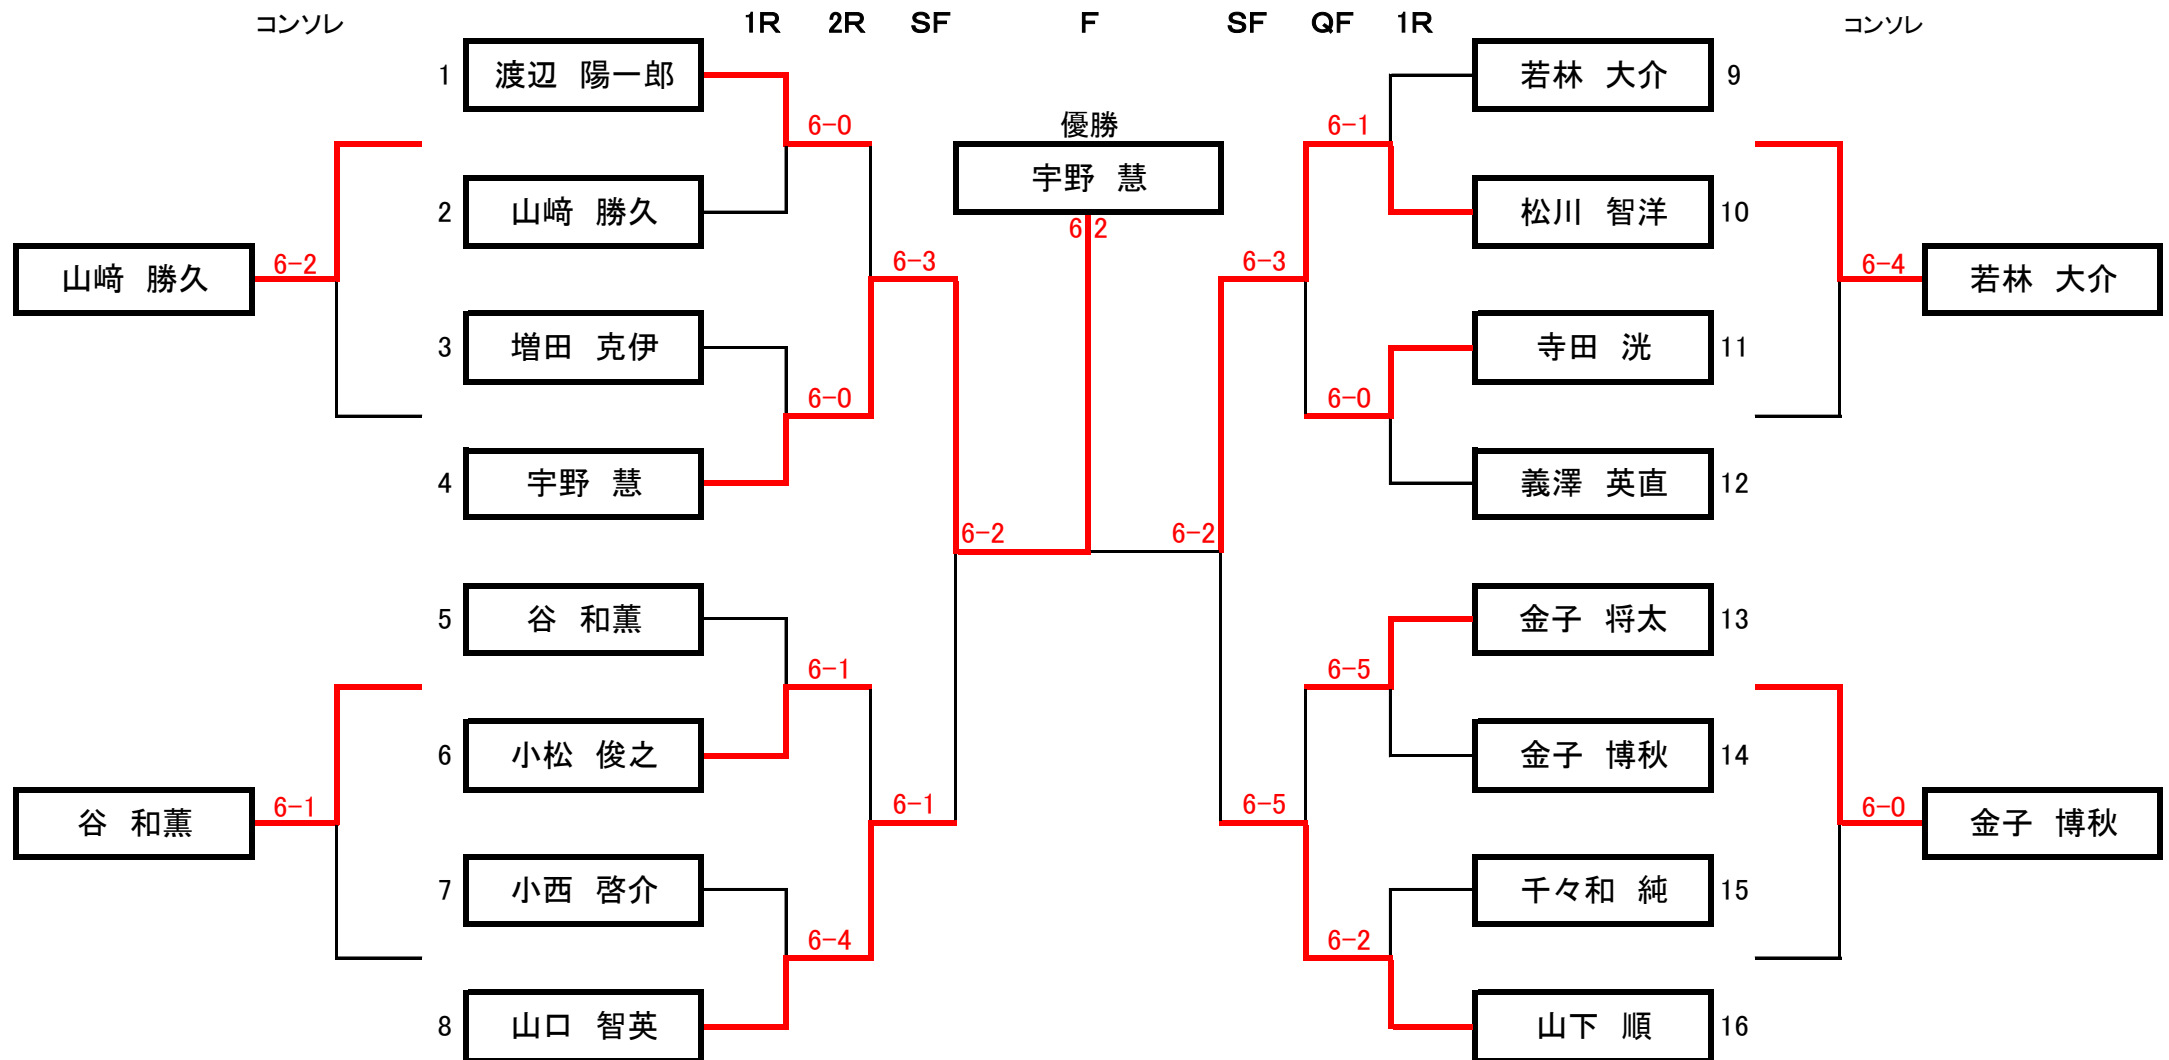 コンソレ 1R 2R SF F SF QF 1R コンソレ
1 渡辺 陽一郎 若林 大介 9
6-0 優勝 6-1
宇野 慧
2 山﨑 勝久 松川 智洋 10
6 2
山﨑 勝久 6-2 6-3 6-3 6-4 若林 大介
3 増田 克伊 寺田 洸 11
6-0 6-0
4 宇野 慧 義澤 英直 12
6-2 6-2
5 谷 和薫 金子 将太 13
6-1 6-5
6 小松 俊之 金子 博秋 14
谷 和薫 6-1 6-1 6-5 6-0 金子 博秋
7 小西 啓介 千々和 純 15
6-4 6-2
8 山口 智英 山下 順 16